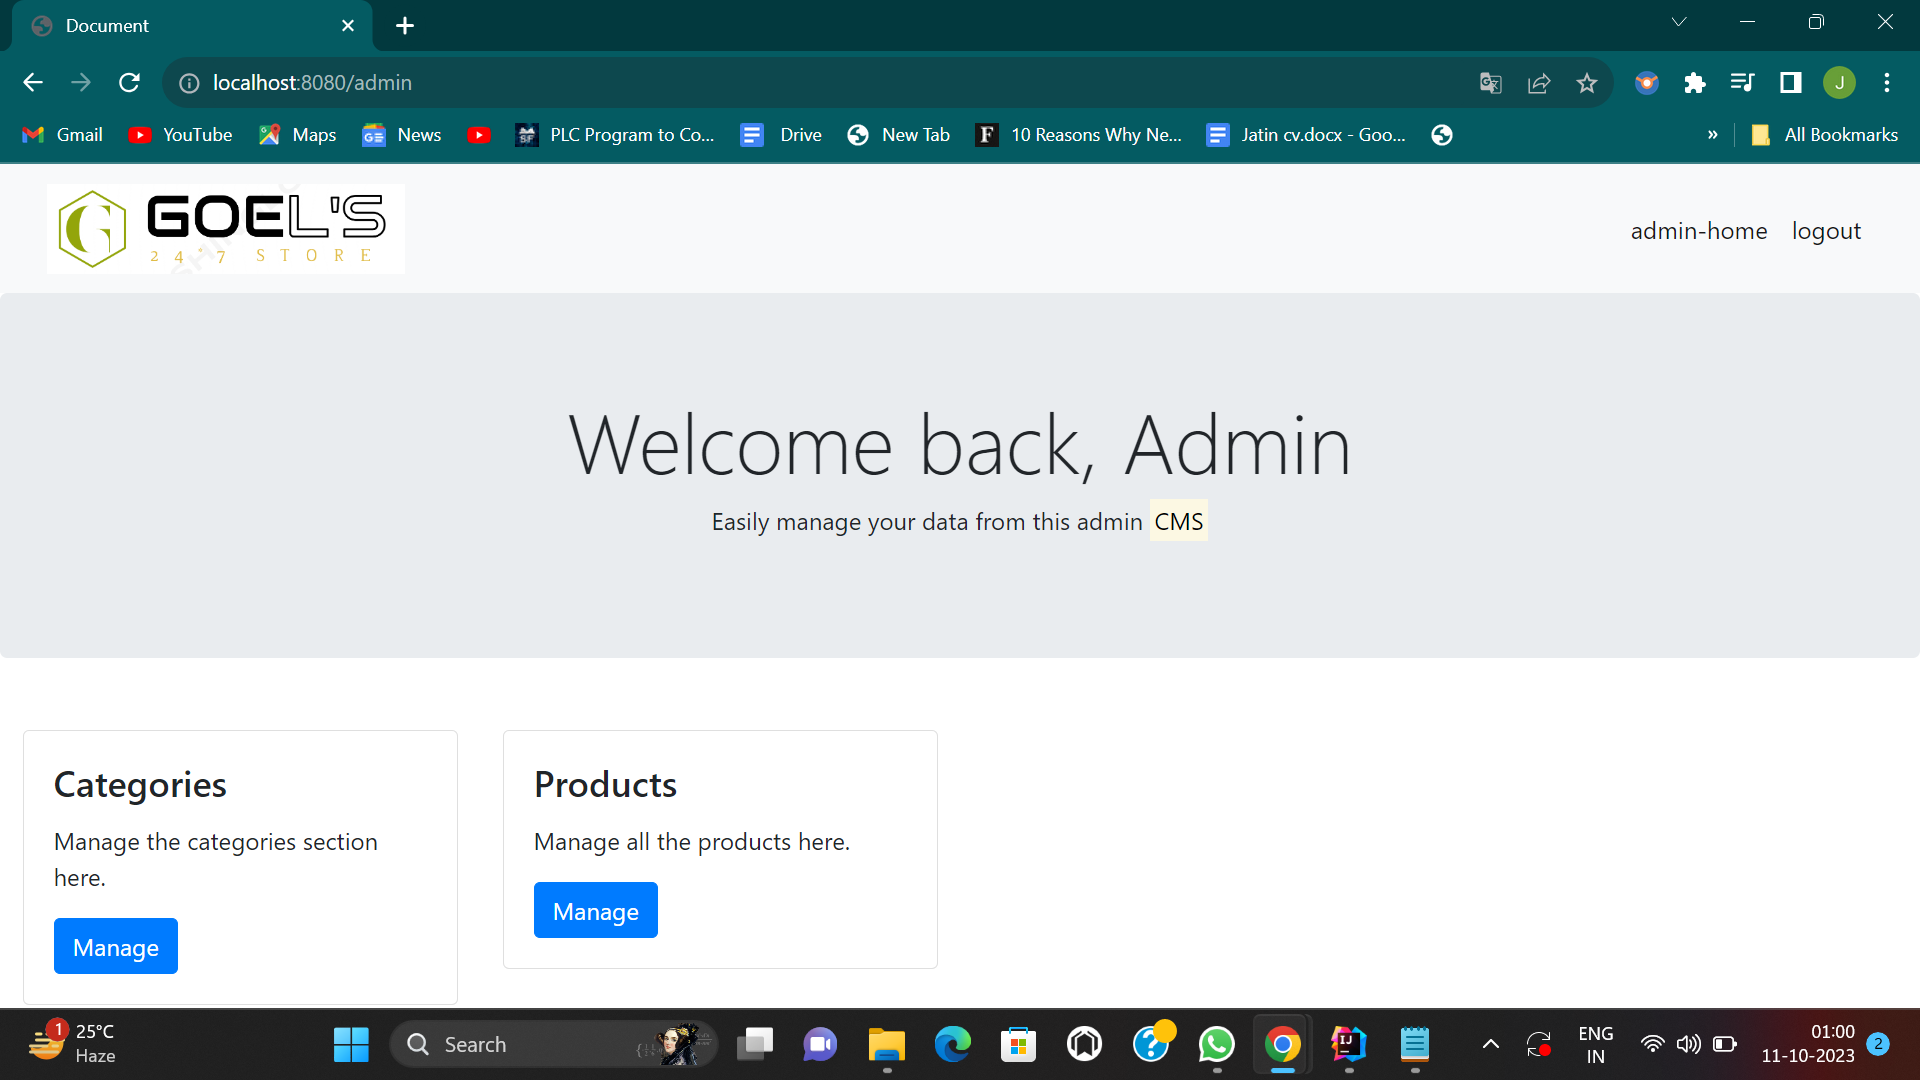 Document
localhost:8080/admin
J
Gmail YouTube Maps News PLC Program to Co... Drive New Tab 10 Reasons Why Ne... Jatin cv.docx - Goo... » All Bookmarks
G GOEL'S
24*7 STORE
admin-home logout
Welcome back, Admin
Easily manage your data from this admin CMS
Categories
Manage the categories section
here.
Manage
Products
Manage all the products here.
Manage
1 25°C
Haze
Search
ENG
IN
01:00
11-10-2023
2